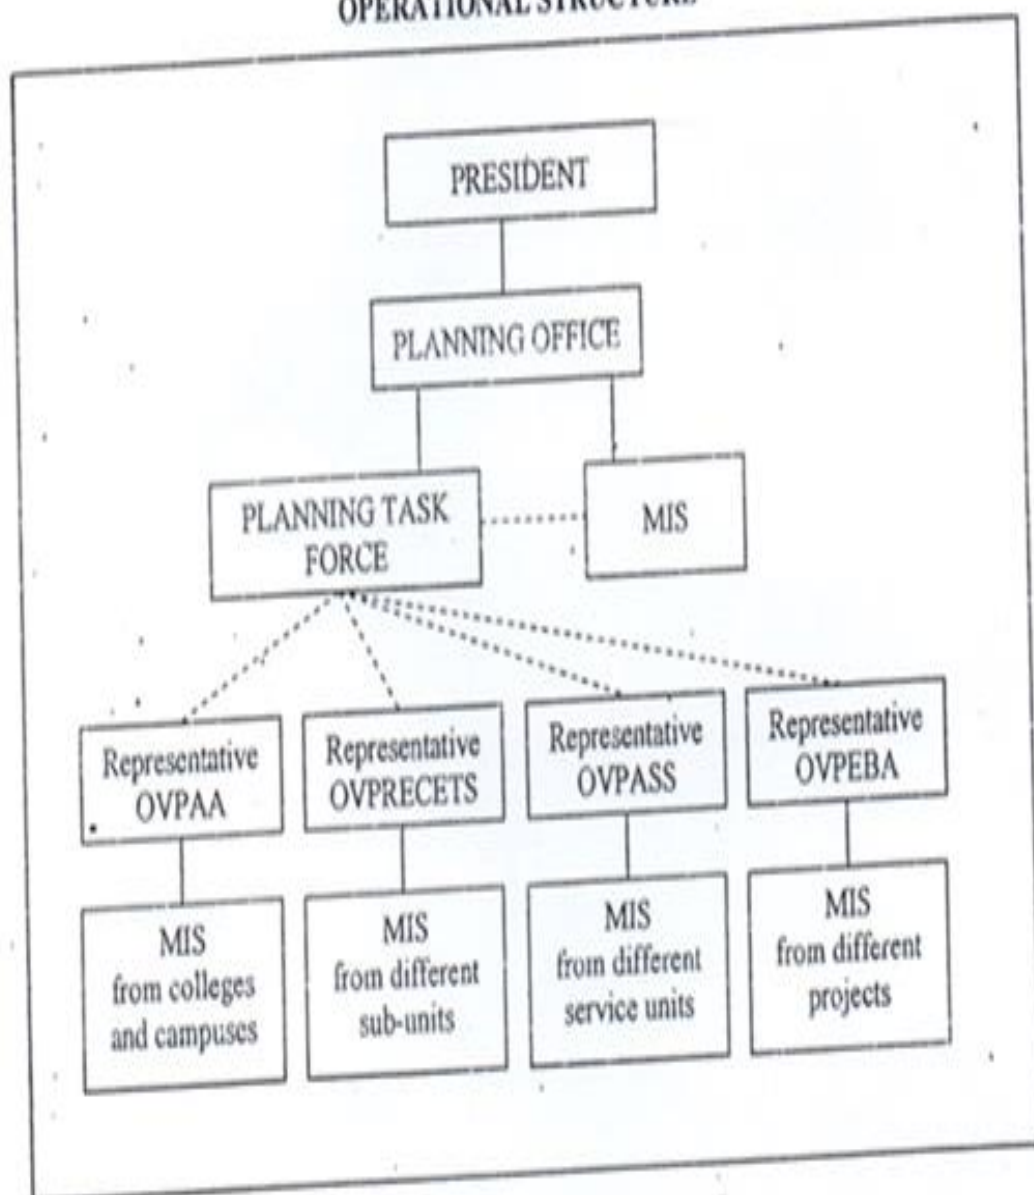 OPERATIONAL STRUCTURE
PRESIDENT
PLANNING OFFICE
PLANNING TASK
FORCE
MIS
Representative
OVPAA
Representative
OVPRECETS
Representative
OVPASS
Representative
OVPEBA
MIS
from colleges
and campuses
MIS
from different
sub-units
MIS
from different
service units
MIS
from different
projects